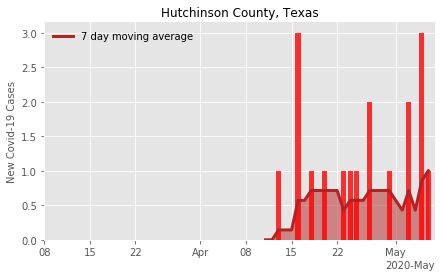 Hutchinson County, Texas
7 day moving average
New Covid-19 Cases
3.0
2.5
2.0
1.5
1.0
0.5
0.0
08 15 22 Apr 08 15 22 May
2020-May